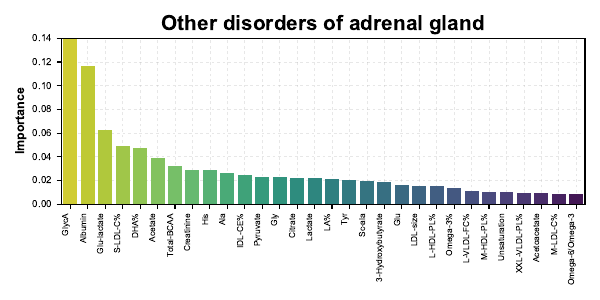 Other disorders of adrenal gland
Importance
0.14
0.12
0.10
0.08
0.06
0.04
0.02
0.00
GlycA
Albumin
Glu-lactate
S-LDL-C%
DHA%
Acetate
Total-BCAA
Creatinine
His
Ala
IDL-CE%
Pyruvate
Gly
Citrate
Lactate
LA%
Tyr
3-Hydroxybutyrate
Glu
LDL-size
L-HDL-PL%
Omega-3%
L-VLDL-FC%
M-HDL-PL%
Unsaturation
XXL-VLDL-PL%
Acetoacetate
M-LDL-C%
Omega-6/Omega-3